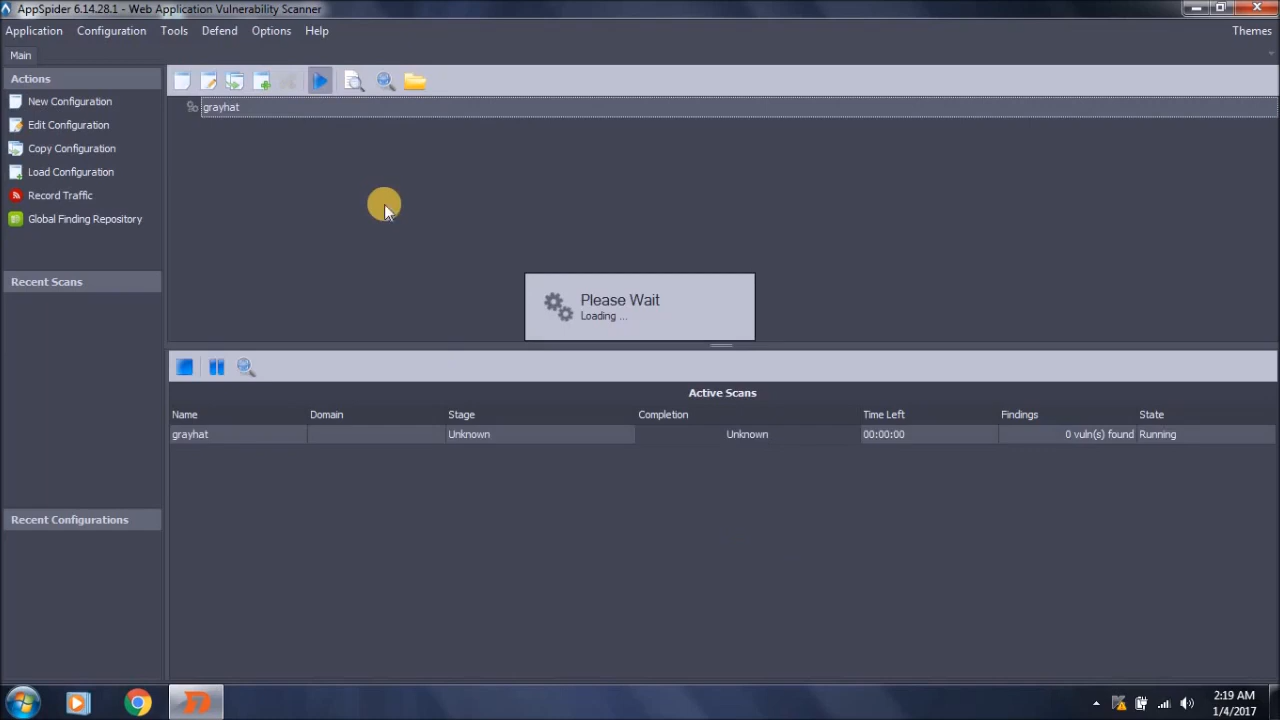 AppSpider 6.14.28.1 - Web Application Vulnerability Scanner
Application Configuration Tools Defend Options Help Themes
Main
Actions
New Configuration
Edit Configuration
Copy Configuration
Load Configuration
Record Traffic
Global Finding Repository
Recent Scans
Recent Configurations
grayhat
Please Wait
Loading ...
Active Scans
Name Domain Stage Completion Time Left Findings State
grayhat Unknown Unknown 00:00:00 0 vuln(s) found Running
2:19 AM
1/4/2017